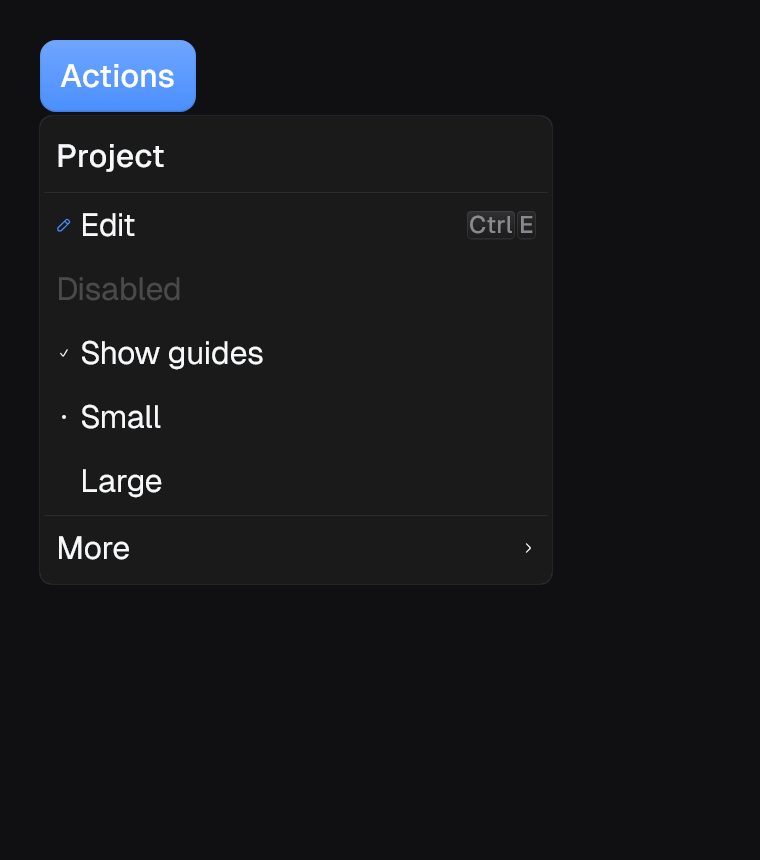 Actions
Project
Edit Ctrl E
Disabled
Show guides
Small
Large
More